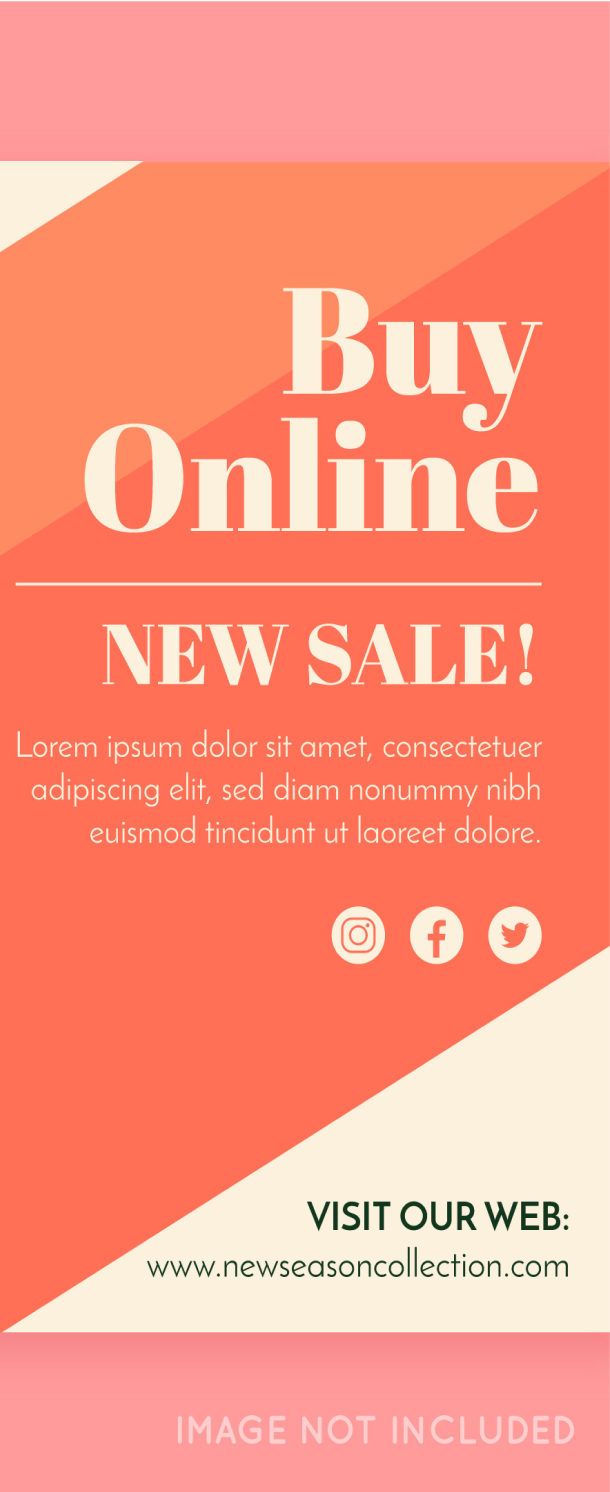 Buy
Online
NEW SALE!
Lorem ipsum dolor sit amet, consectetuer
adipiscing elit, sed diam nonummy nibh
euismod tincidunt ut laoreet dolore.
VISIT OUR WEB:
www.newseasoncollection.com
IMAGE NOT INCLUDED